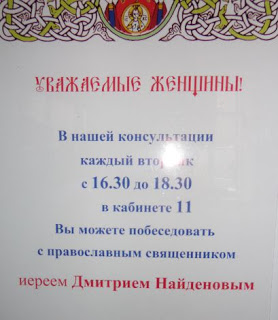 УВАЖАЕМЫЕ ЖЕНЩИНЫ!
В нашей консультации
каждый вторник
с 16.30 до 18.30
в кабинете 11
Вы можете побеседовать
с православным священником
иереем Дмитрием Найденовым